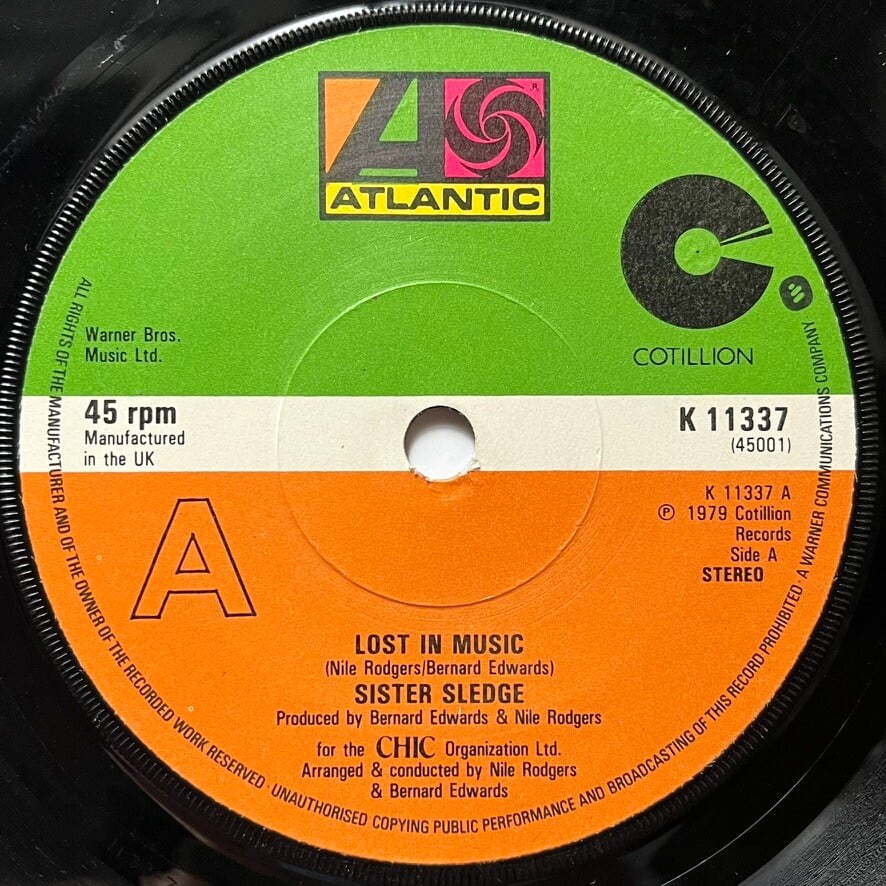 ATLANTIC
COTILLION
Warner Bros.
Music Ltd.
45 rpm
Manufactured
in the UK
K 11337
(45001)
K 11337 A
℗ 1979 Cotillion
Records
Side A
STEREO
A
LOST IN MUSIC
(Nile Rodgers/Bernard Edwards)
SISTER SLEDGE
Produced by Bernard Edwards & Nile Rodgers
for the CHIC Organization Ltd.
Arranged & conducted by Nile Rodgers
& Bernard Edwards
ALL RIGHTS OF THE MANUFACTURER AND OF THE OWNER OF THE RECORDED WORK RESERVED · UNAUTHORISED COPYING PUBLIC PERFORMANCE AND BROADCASTING OF THIS RECORD PROHIBITED · A WARNER COMMUNICATIONS COMPANY